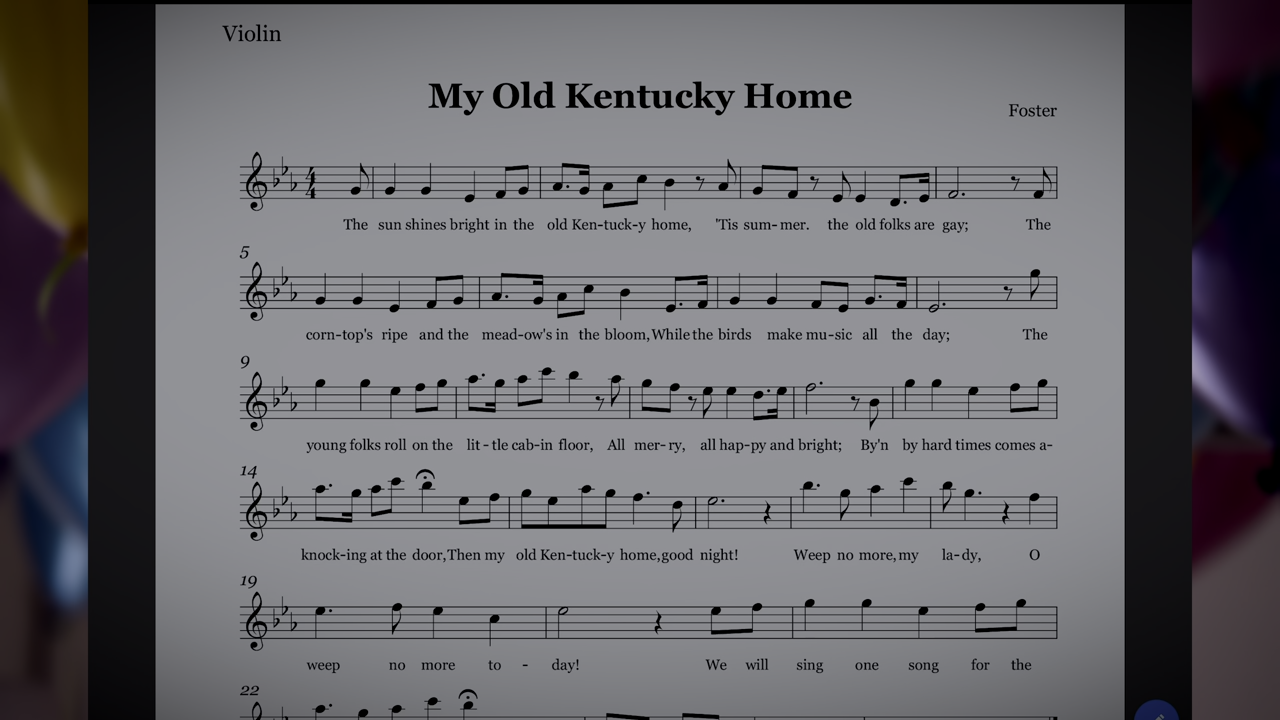 Violin
My Old Kentucky Home
Foster
4
4
The sun shines bright in the old Ken-tuck-y home, 'Tis sum-mer. the old folks are gay; The
5
corn-top's ripe and the mead-ow's in the bloom, While the birds make mu-sic all the day; The
9
young folks roll on the lit-tle cab-in floor, All mer-ry, all hap-py and bright; By'n by hard times comes a-
14
knock-ing at the door, Then my old Ken-tuck-y home, good night! Weep no more, my la-dy, O
19
weep no more to - day! We will sing one song for the
22